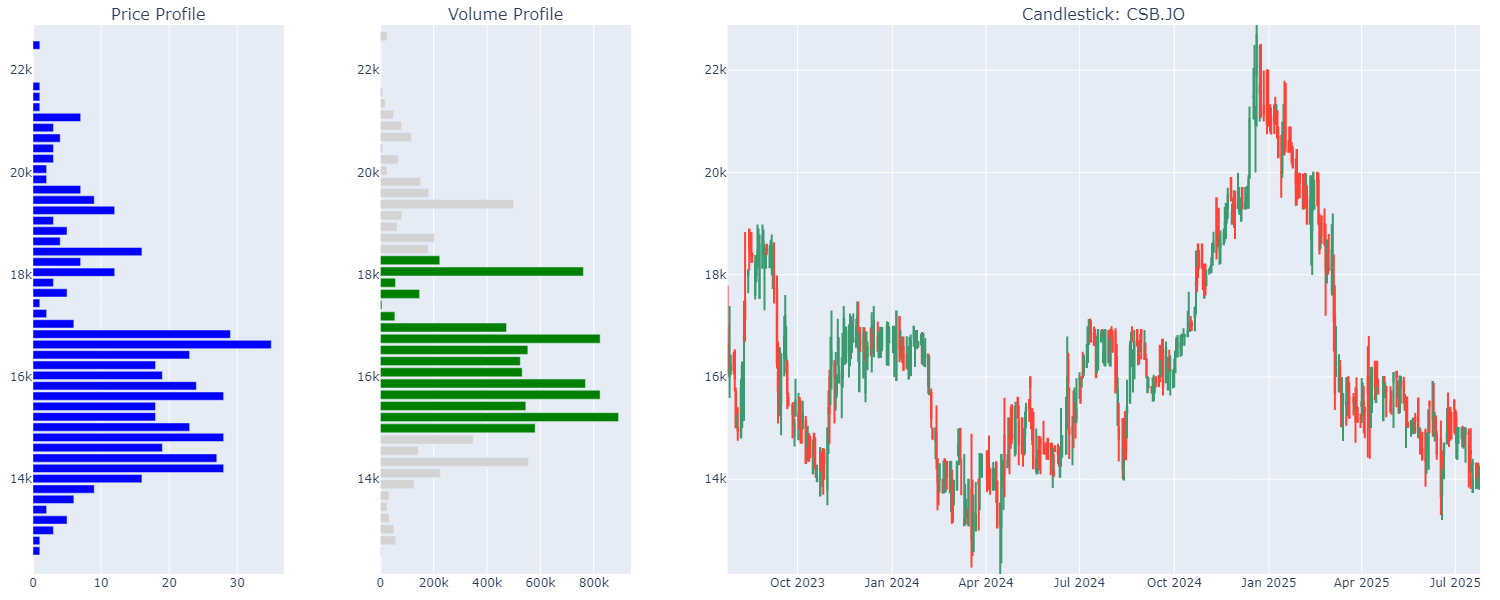 Price Profile
Volume Profile
Candlestick: CSB.JO
22k
20k
18k
16k
14k
0
10
20
30
22k
20k
18k
16k
14k
0
200k
400k
600k
800k
22k
20k
18k
16k
14k
Oct 2023
Jan 2024
Apr 2024
Jul 2024
Oct 2024
Jan 2025
Apr 2025
Jul 2025